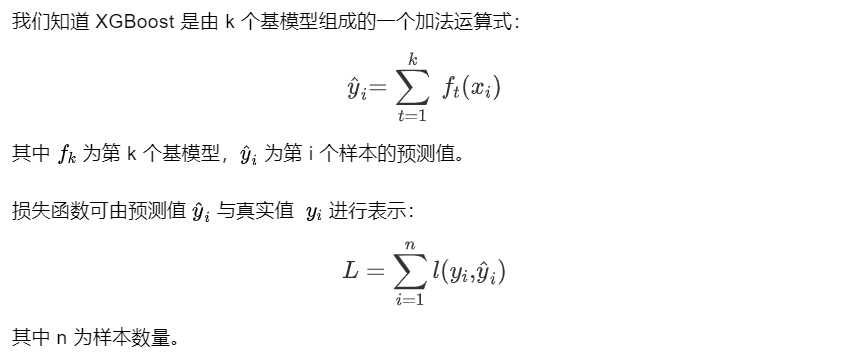 我们知道 XGBoost 是由 k 个基模型组成的一个加法运算式：
$\hat{y}_i = \sum_{t=1}^{k} f_t(x_i)$
其中 $f_k$ 为第 k 个基模型，$\hat{y}_i$ 为第 i 个样本的预测值。
损失函数可由预测值 $\hat{y}_i$ 与真实值 $y_i$ 进行表示：
$L = \sum_{i=1}^{n} l(y_i, \hat{y}_i)$
其中 n 为样本数量。